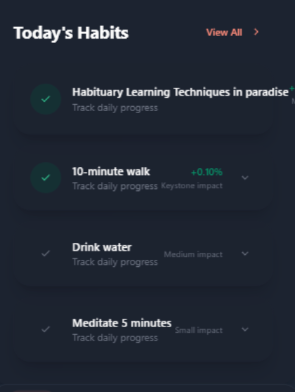 Today's Habits
View All
Habituary Learning Techniques in paradise
Track daily progress
10-minute walk
+0.10%
Track daily progress
Keystone impact
Drink water
Track daily progress
Medium impact
Meditate 5 minutes
Track daily progress
Small impact